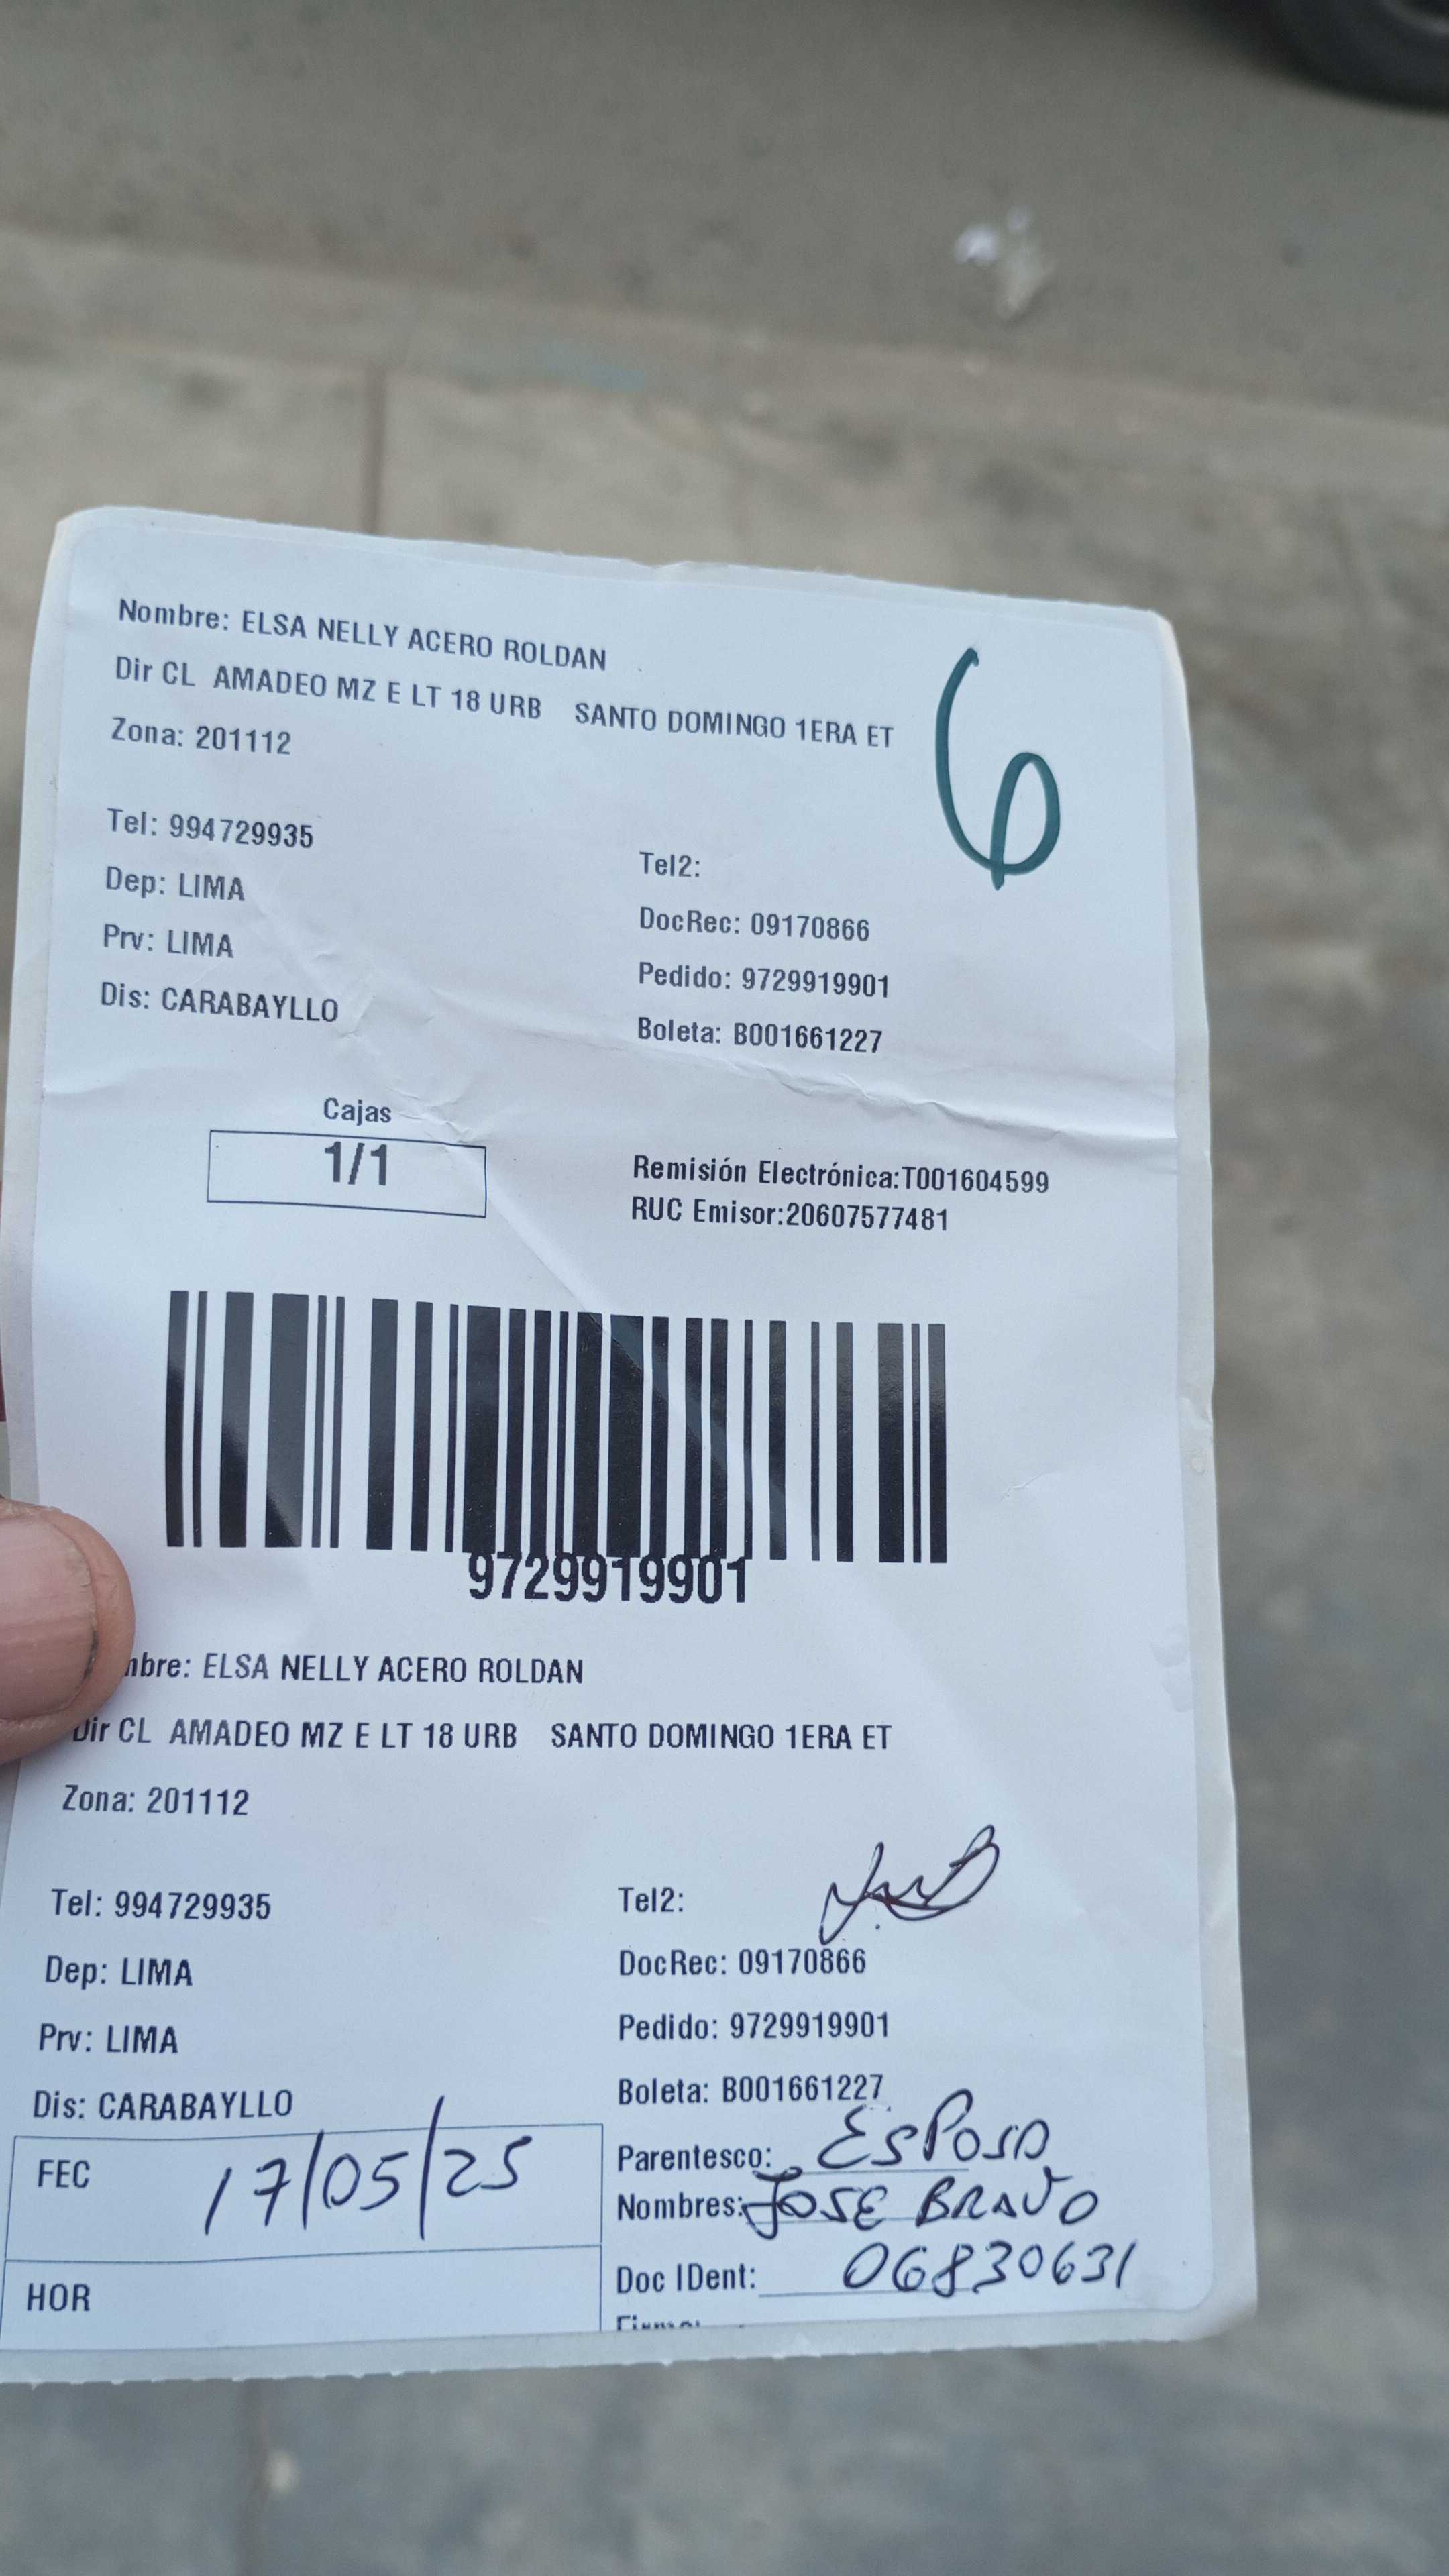 Nombre: ELSA NELLY ACERO ROLDAN
Dir CL AMADEO MZ E LT 18 URB SANTO DOMINGO 1ERA ET
6
Zona: 201112
Tel: 994729935
Tel2:
Dep: LIMA
DocRec: 09170866
Prv: LIMA
Pedido: 9729919901
Dis: CARABAYLLO
Boleta: B001661227
Cajas
1/1
Remisión Electrónica:T001604599
RUC Emisor:20607577481
9729919901
mbre: ELSA NELLY ACERO ROLDAN
Dir CL AMADEO MZ E LT 18 URB SANTO DOMINGO 1ERA ET
Zona: 201112
Tel: 994729935
Tel2:
Dep: LIMA
DocRec: 09170866
Prv: LIMA
Pedido: 9729919901
Dis: CARABAYLLO
Boleta: B001661227
FEC 17/05/25
Parentesco: ESPOSO
Nombres: JOSE BRAVO
HOR
Doc IDent: 06830631
Firma: